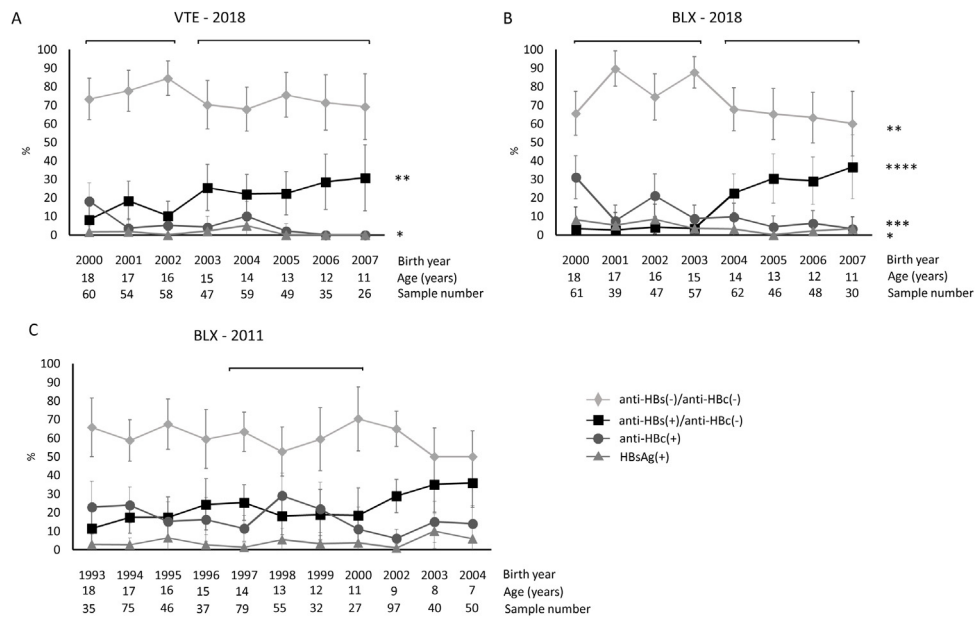 A
VTE - 2018
100
90
80
70
60
50
40
30
20
10
0
%
**
*
2000 2001 2002 2003 2004 2005 2006 2007 Birth year
18 17 16 15 14 13 12 11 Age (years)
60 54 58 47 59 49 35 26 Sample number
B
BLX - 2018
100
90
80
70
60
50
40
30
20
10
0
%
**
****
***
*
2000 2001 2002 2003 2004 2005 2006 2007 Birth year
18 17 16 15 14 13 12 11 Age (years)
61 39 47 57 62 46 48 30 Sample number
C
BLX - 2011
100
90
80
70
60
50
40
30
20
10
0
%
1993 1994 1995 1996 1997 1998 1999 2000 2002 2003 2004 Birth year
18 17 16 15 14 13 12 11 9 8 7 Age (years)
35 75 46 37 79 55 32 27 97 40 50 Sample number
anti-HBs(-)/anti-HBc(-)
anti-HBs(+)/anti-HBc(-)
anti-HBc(+)
HBsAg(+)